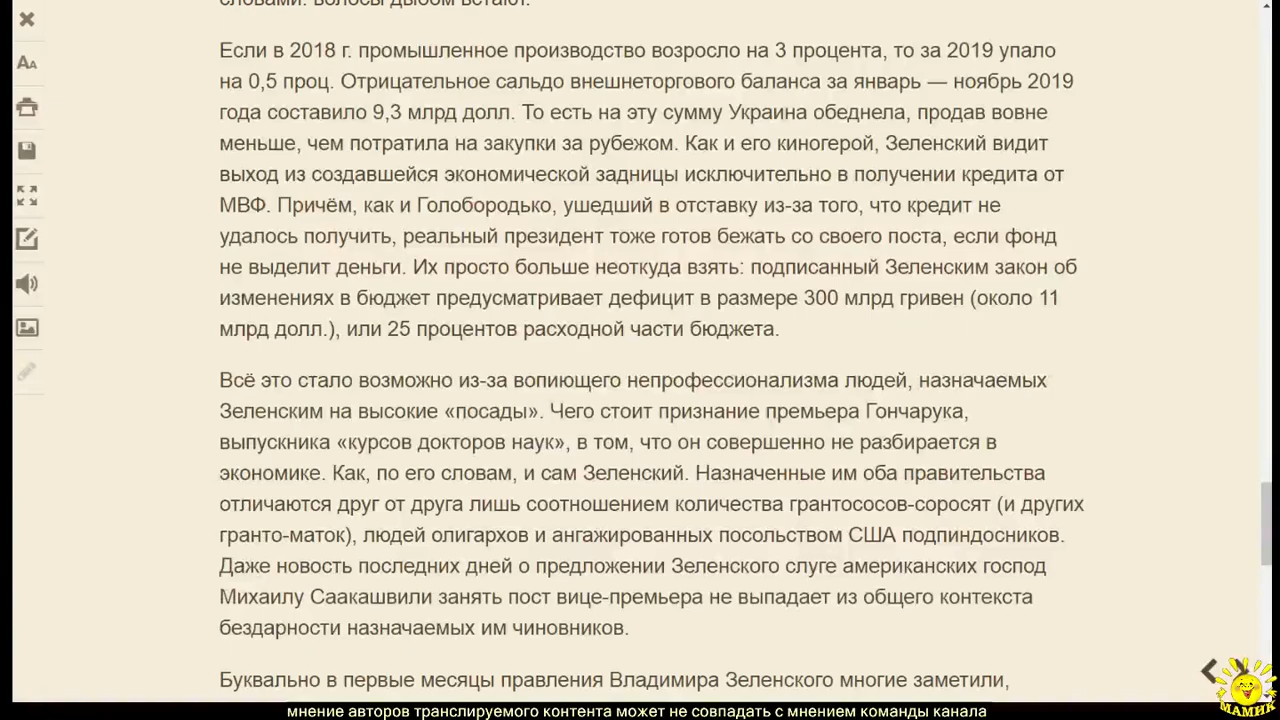 словами: волосы дыбом встают.
Если в 2018 г. промышленное производство возросло на 3 процента, то за 2019 упало
на 0,5 проц. Отрицательное сальдо внешнеторгового баланса за январь — ноябрь 2019
года составило 9,3 млрд долл. То есть на эту сумму Украина обеднела, продав вовне
меньше, чем потратила на закупки за рубежом. Как и его киногерой, Зеленский видит
выход из создавшейся экономической задницы исключительно в получении кредита от
МВФ. Причём, как и Голобородько, ушедший в отставку из-за того, что кредит не
удалось получить, реальный президент тоже готов бежать со своего поста, если фонд
не выделит деньги. Их просто больше неоткуда взять: подписанный Зеленским закон об
изменениях в бюджет предусматривает дефицит в размере 300 млрд гривен (около 11
млрд долл.), или 25 процентов расходной части бюджета.
Всё это стало возможно из-за вопиющего непрофессионализма людей, назначаемых
Зеленским на высокие «посады». Чего стоит признание премьера Гончарука,
выпускника «курсов докторов наук», в том, что он совершенно не разбирается в
экономике. Как, по его словам, и сам Зеленский. Назначенные им оба правительства
отличаются друг от друга лишь соотношением количества грантососов-соросят (и других
гранто-маток), людей олигархов и ангажированных посольством США подпиндосников.
Даже новость последних дней о предложении Зеленского слуге американских господ
Михаилу Саакашвили занять пост вице-премьера не выпадает из общего контекста
бездарности назначаемых им чиновников.
Буквально в первые месяцы правления Владимира Зеленского многие заметили,
МАМИК
мнение авторов транслируемого контента может не совпадать с мнением команды канала